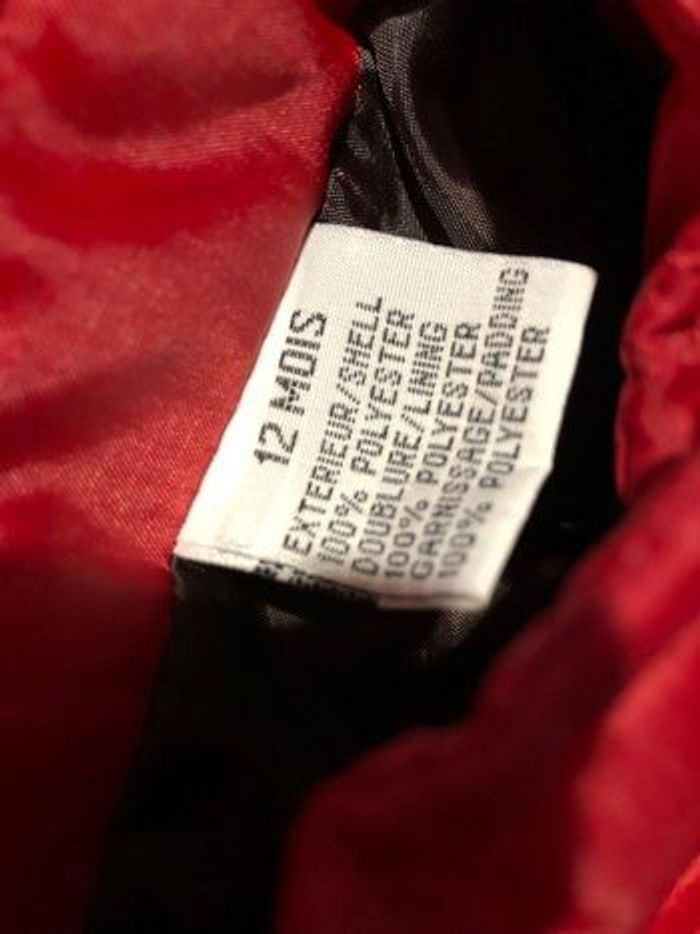 12 MOIS
EXTERIEUR/SHELL
100% POLYESTER
DOUBLURE/LINING
100% POLYESTER
GARNISSAGE/PADDING
100% POLYESTER